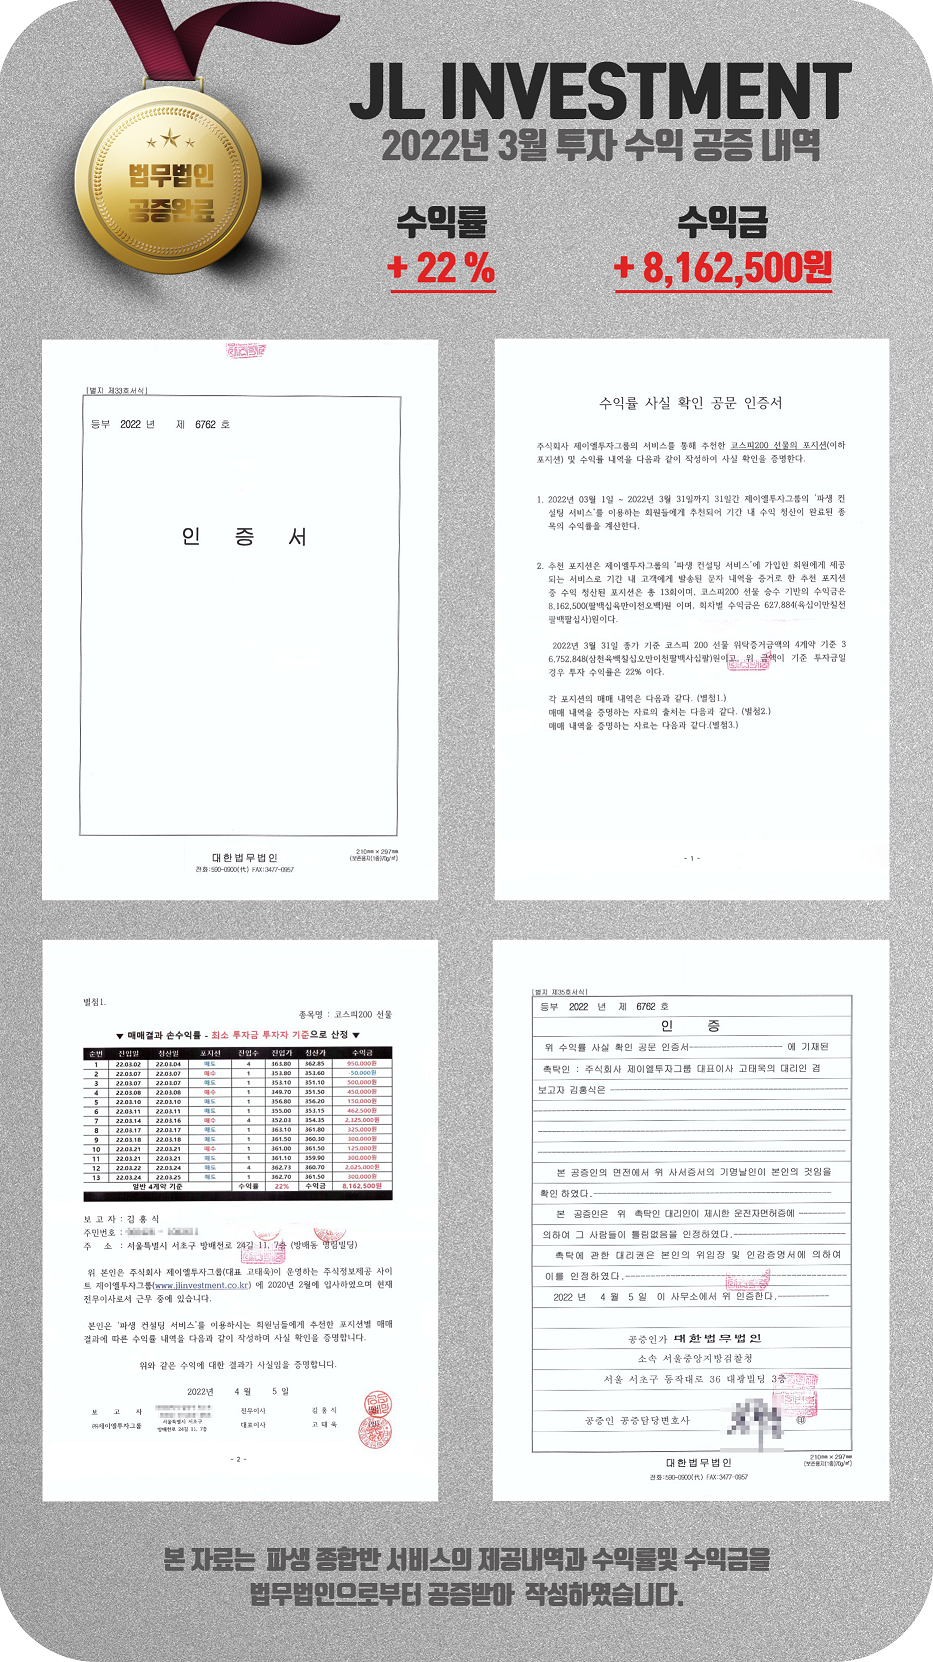 법무법인
공증완료
JL INVESTMENT
2022년 3월 투자 수익 공증 내역
수익률
+ 22 %
수익금
+ 8,162,500원
[별지 제33호서식]
등부 2022 년 제 6762 호
인 증 서
대한법무법인
전화:590-0900(代) FAX:3477-0957
210㎜ × 297㎜
(보존용지(1종)70g/㎡)
수익률 사실 확인 공문 인증서
주식회사 제이엘투자그룹의 서비스를 통해 추천한 코스피200 선물의 포지션(이하
포지션) 및 수익률 내역을 다음과 같이 작성하여 사실 확인을 증명한다.
1. 2022년 03월 1일 ~ 2022년 3월 31일까지 31일간 제이엘투자그룹의 '파생 컨
설팅 서비스'를 이용하는 회원들에게 추천되어 기간 내 수익 청산이 완료된 종
목의 수익률을 계산한다.
2. 추천 포지션은 제이엘투자그룹의 '파생 컨설팅 서비스'에 가입한 회원에게 제공
되는 서비스로 기간 내 고객에게 발송된 문자 내역을 증거로 한 추천 포지션
중 수익 청산된 포지션은 총 13회이며, 코스피200 선물 승수 기반의 수익금은
8,162,500(팔백십육만이천오백)원 이며, 회차별 수익금은 627,884(육십이만칠천
팔백팔십사)원이다.
2022년 3월 31일 종가 기준 코스피 200 선물 위탁증거금액의 4계약 기준 3
6,752,848(삼천육백칠십오만이천팔백사십팔)원이고 위 금액이 기준 투자금일
경우 투자 수익률은 22% 이다.
각 포지션의 매매 내역은 다음과 같다. (별첨1.)
매매 내역을 증명하는 자료의 출처는 다음과 같다. (별첨2.)
매매 내역을 증명하는 자료는 다음과 같다.(별첨3.)
- 1 -
별첨1.
종목명 : 코스피200 선물
▼ 매매결과 손수익률 - 최소 투자금 투자자 기준으로 산정 ▼
순번 진입일 청산일 포지션 진입수 진입가 청산가 수익금
1 22.03.02 22.03.04 매도 4 363.80 362.85 950,000원
2 22.03.07 22.03.07 매수 1 353.80 353.60 -50,000원
3 22.03.07 22.03.07 매도 1 353.10 351.10 500,000원
4 22.03.08 22.03.08 매수 1 349.70 351.50 450,000원
5 22.03.10 22.03.10 매도 1 356.80 356.20 150,000원
6 22.03.11 22.03.11 매도 1 355.00 353.15 462,500원
7 22.03.14 22.03.16 매수 4 352.03 354.35 2,325,000원
8 22.03.17 22.03.17 매도 1 363.10 361.80 325,000원
9 22.03.18 22.03.18 매도 1 361.50 360.30 300,000원
10 22.03.21 22.03.21 매수 1 361.00 361.50 125,000원
11 22.03.21 22.03.21 매도 1 361.10 359.90 300,000원
12 22.03.22 22.03.24 매도 4 362.73 360.70 2,025,000원
13 22.03.24 22.03.25 매도 1 362.70 361.50 300,000원
일반 4계약 기준 수익률 22% 수익금 8,162,500원
보 고 자 : 김 홍 식
주민번호 :
주 소 : 서울특별시 서초구 방배천로 24길 11, 7층 (방배동 명림빌딩)
위 본인은 주식회사 제이엘투자그룹(대표 고태욱)이 운영하는 주식정보제공 사이
트 제이엘투자그룹(www.jlinvestment.co.kr) 에 2020년 2월에 입사하였으며 현재
전무이사로서 근무 중에 있습니다.
본인은 '파생 컨설팅 서비스'를 이용하시는 회원님들에게 추천한 포지션별 매매
결과에 따른 수익률 내역을 다음과 같이 작성하며 사실 확인을 증명합니다.
위와 같은 수익에 대한 결과가 사실임을 증명합니다.
2022년 4 월 5 일
보 고 자 전무이사 김 홍 식
㈜제이엘투자그룹 서울특별시 서초구 방배천로 24길 11, 7층 대표이사 고 태 욱
- 2 -
[별지 제35호서식]
등부 2022 년 제 6762 호
인 증
위 수익률 사실 확인 공문 인증서-------------------- 에 기재된
촉탁인 : 주식회사 제이엘투자그룹 대표이사 고태욱의 대리인 겸
보고자 김홍식은
본 공증인의 면전에서 위 사서증서의 기명날인이 본인의 것임을
확인하였다.
본 공증인은 위 촉탁인 대리인이 제시한 운전자면허증에
의하여 그 사람들이 틀림없음을 인정하였다.
촉탁에 관한 대리권은 본인의 위임장 및 인감증명서에 의하여
이를 인정하였다.
2022 년 4 월 5 일 이 사무소에서 위 인증한다.
공증인가 대한법무법인
소속 서울중앙지방검찰청
서울 서초구 동작대로 36 대광빌딩 3층
공증인 공증담당변호사 ㊞
대한법무법인
전화:590-0900(代) FAX:3477-0957
210㎜ × 297㎜
(보존용지(1종)70g/㎡)
본 자료는 파생 종합반 서비스의 제공내역과 수익률및 수익금을
법무법인으로부터 공증받아 작성하였습니다.